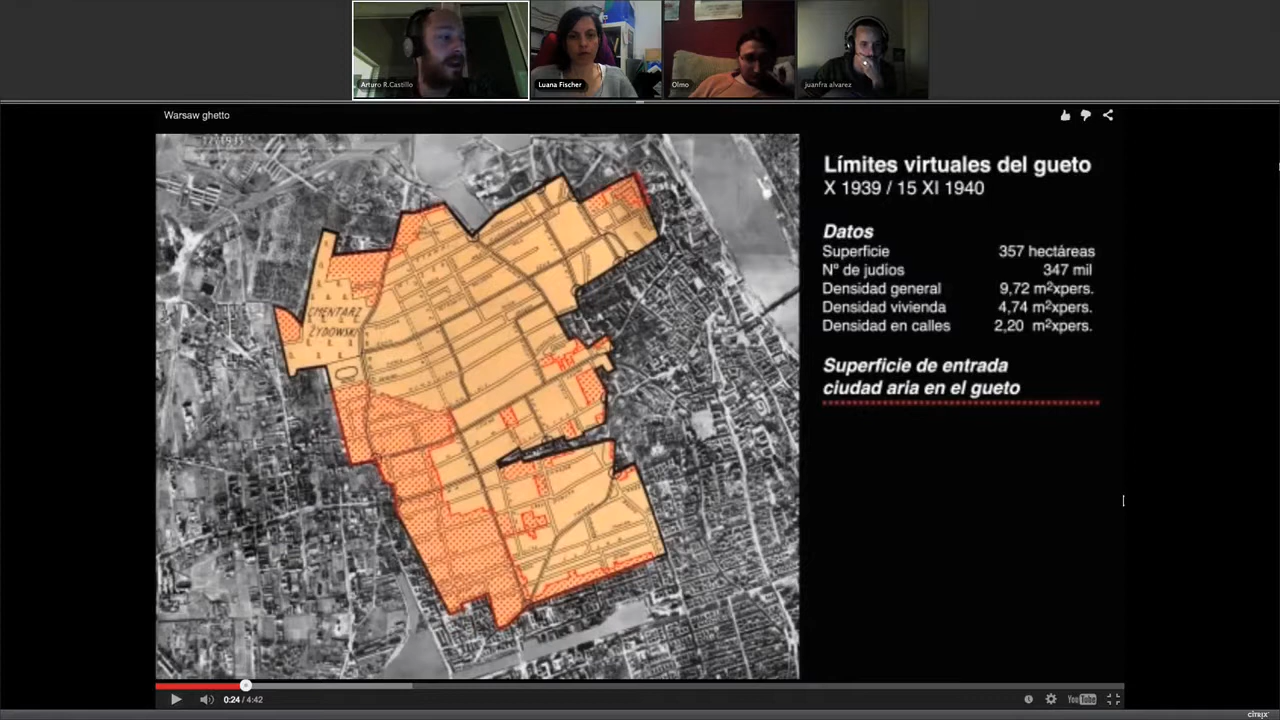 Arturo R.Castillo
Luana Fischer
Olmo
juanfra alvarez
Warsaw ghetto
Límites virtuales del gueto
X 1939 / 15 XI 1940
Datos
Superficie 357 hectáreas
Nº de judíos 347 mil
Densidad general 9,72 m²xpers.
Densidad vivienda 4,74 m²xpers.
Densidad en calles 2,20 m²xpers.
Superficie de entrada
ciudad aria en el gueto
CMENTARZ
ŻYDOWSKI
0:24 / 4:42
YouTube
CITRIX